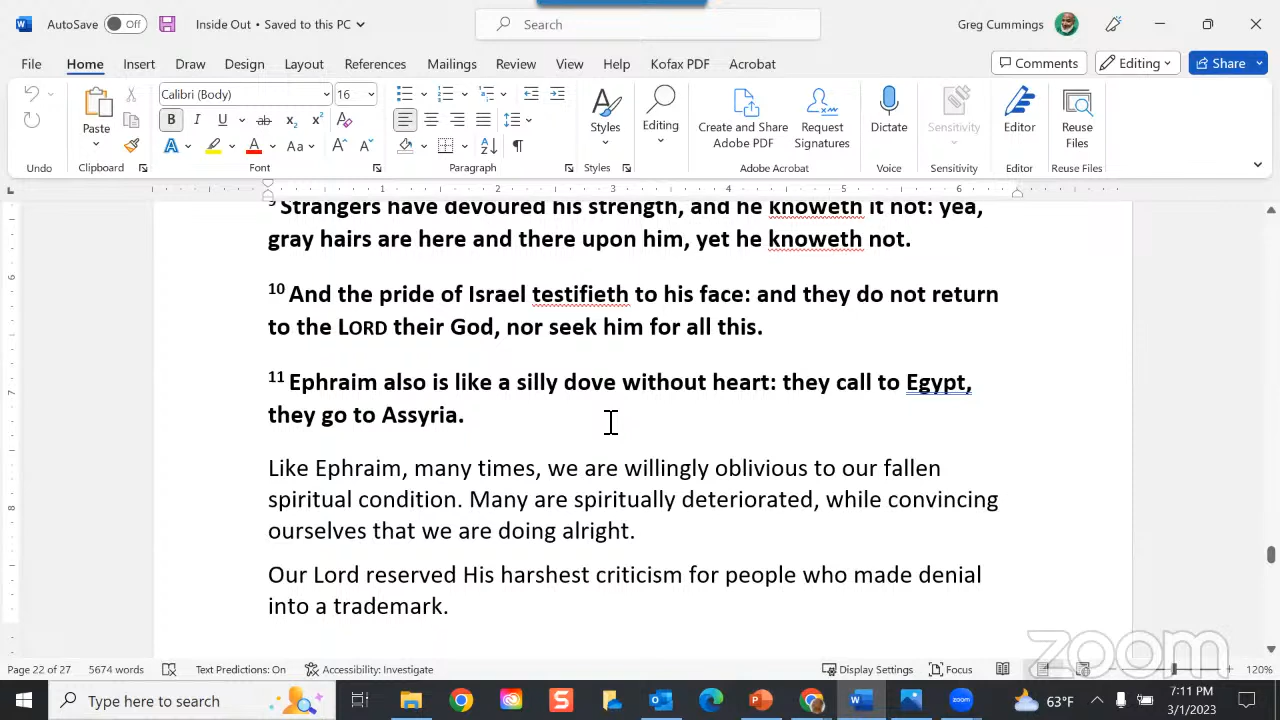 AutoSave Off Inside Out • Saved to this PC Search Greg Cummings
File Home Insert Draw Design Layout References Mailings Review View Help Kofax PDF Acrobat Comments Editing Share
Calibri (Body) 16
Paste Styles Editing Create and Share Adobe PDF Request Signatures Dictate Sensitivity Editor Reuse Files
Undo Clipboard Font Paragraph Styles Adobe Acrobat Voice Sensitivity Editor Reuse Files
1 2 3 4 5 6
9 Strangers have devoured his strength, and he knoweth it not: yea,
gray hairs are here and there upon him, yet he knoweth not.
10 And the pride of Israel testifieth to his face: and they do not return
to the LORD their God, nor seek him for all this.
11 Ephraim also is like a silly dove without heart: they call to Egypt,
they go to Assyria.
Like Ephraim, many times, we are willingly oblivious to our fallen
spiritual condition. Many are spiritually deteriorated, while convincing
ourselves that we are doing alright.
Our Lord reserved His harshest criticism for people who made denial
into a trademark.
zoom
Page 22 of 27 5674 words Text Predictions: On Accessibility: Investigate Display Settings Focus 120%
Type here to search 63°F 7:11 PM
3/1/2023